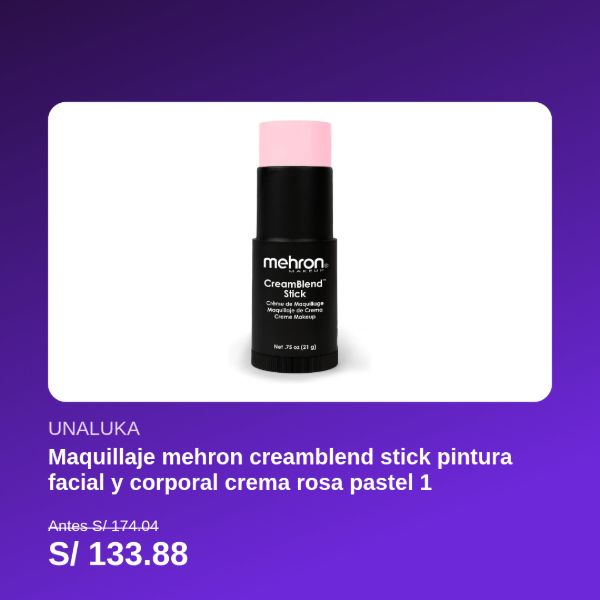 mehron®
MAKEUP
CreamBlend™
Stick
Crème de Maquillage
Maquillaje de Crema
Creme Makeup
Net .75 oz (21 g)
UNALUKA
Maquillaje mehron creamblend stick pintura
facial y corporal crema rosa pastel 1
Antes S/ 174.04
S/ 133.88